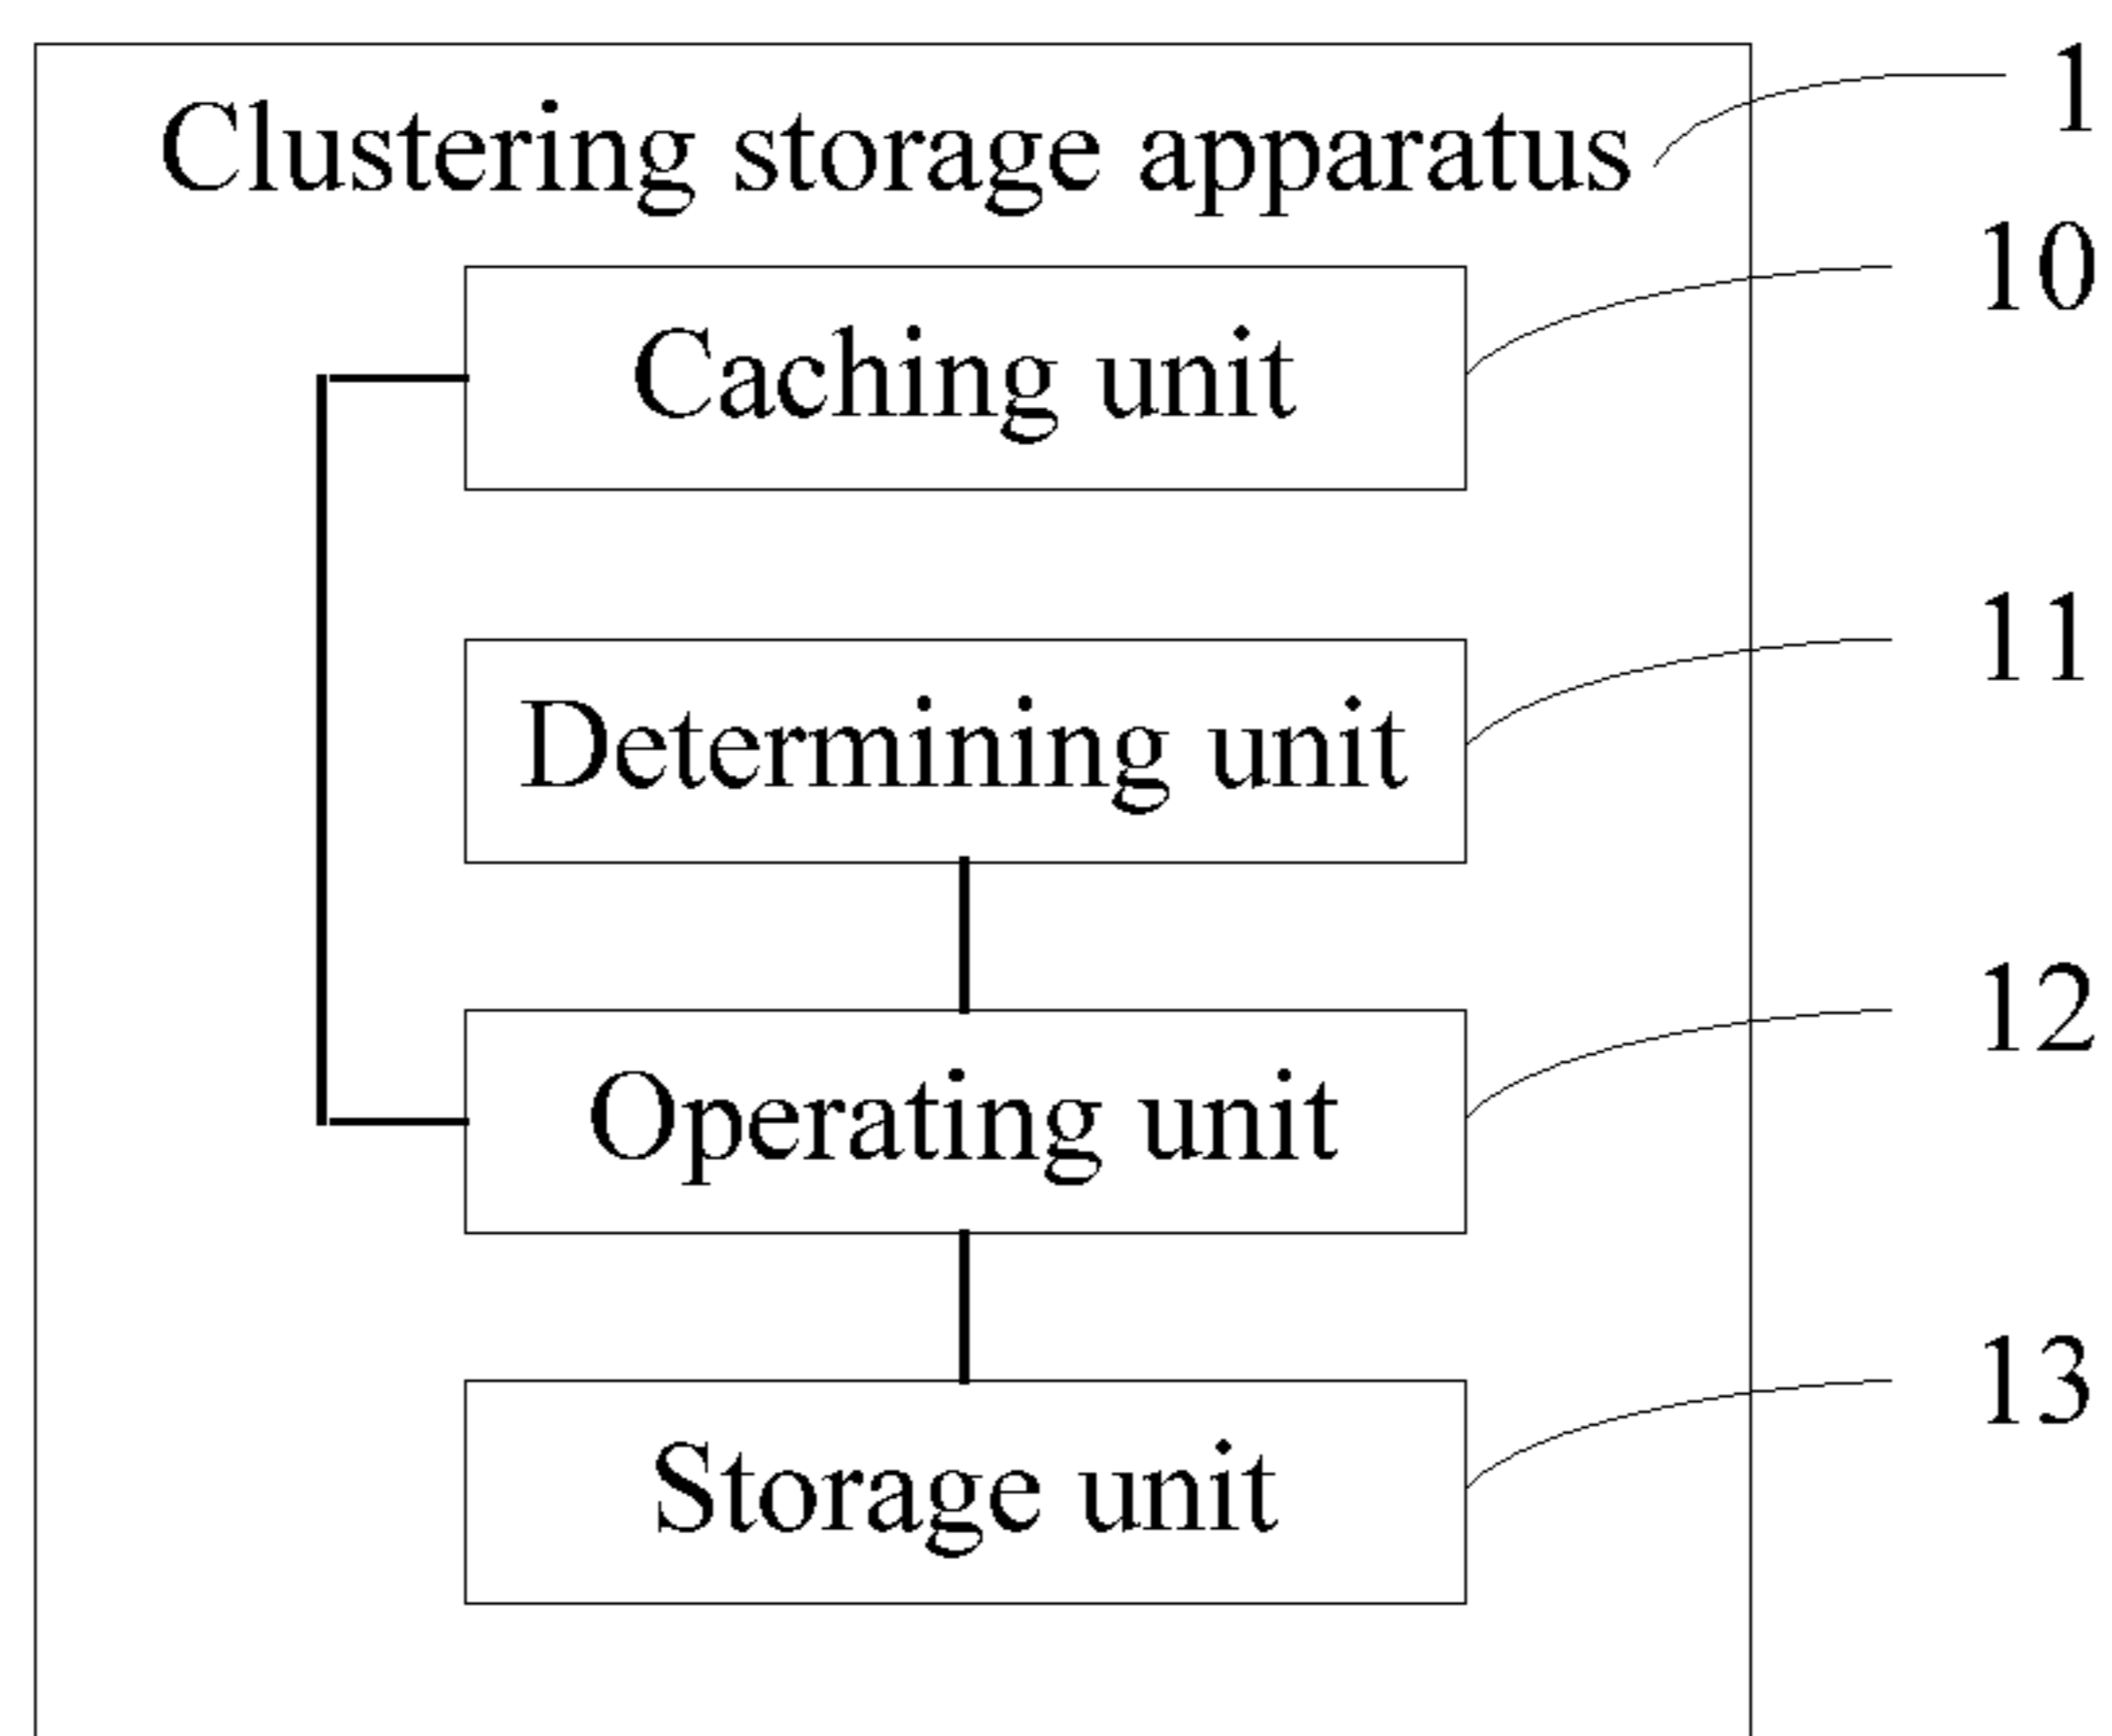 Clustering storage apparatus 1
Caching unit 10
Determining unit 11
Operating unit 12
Storage unit 13